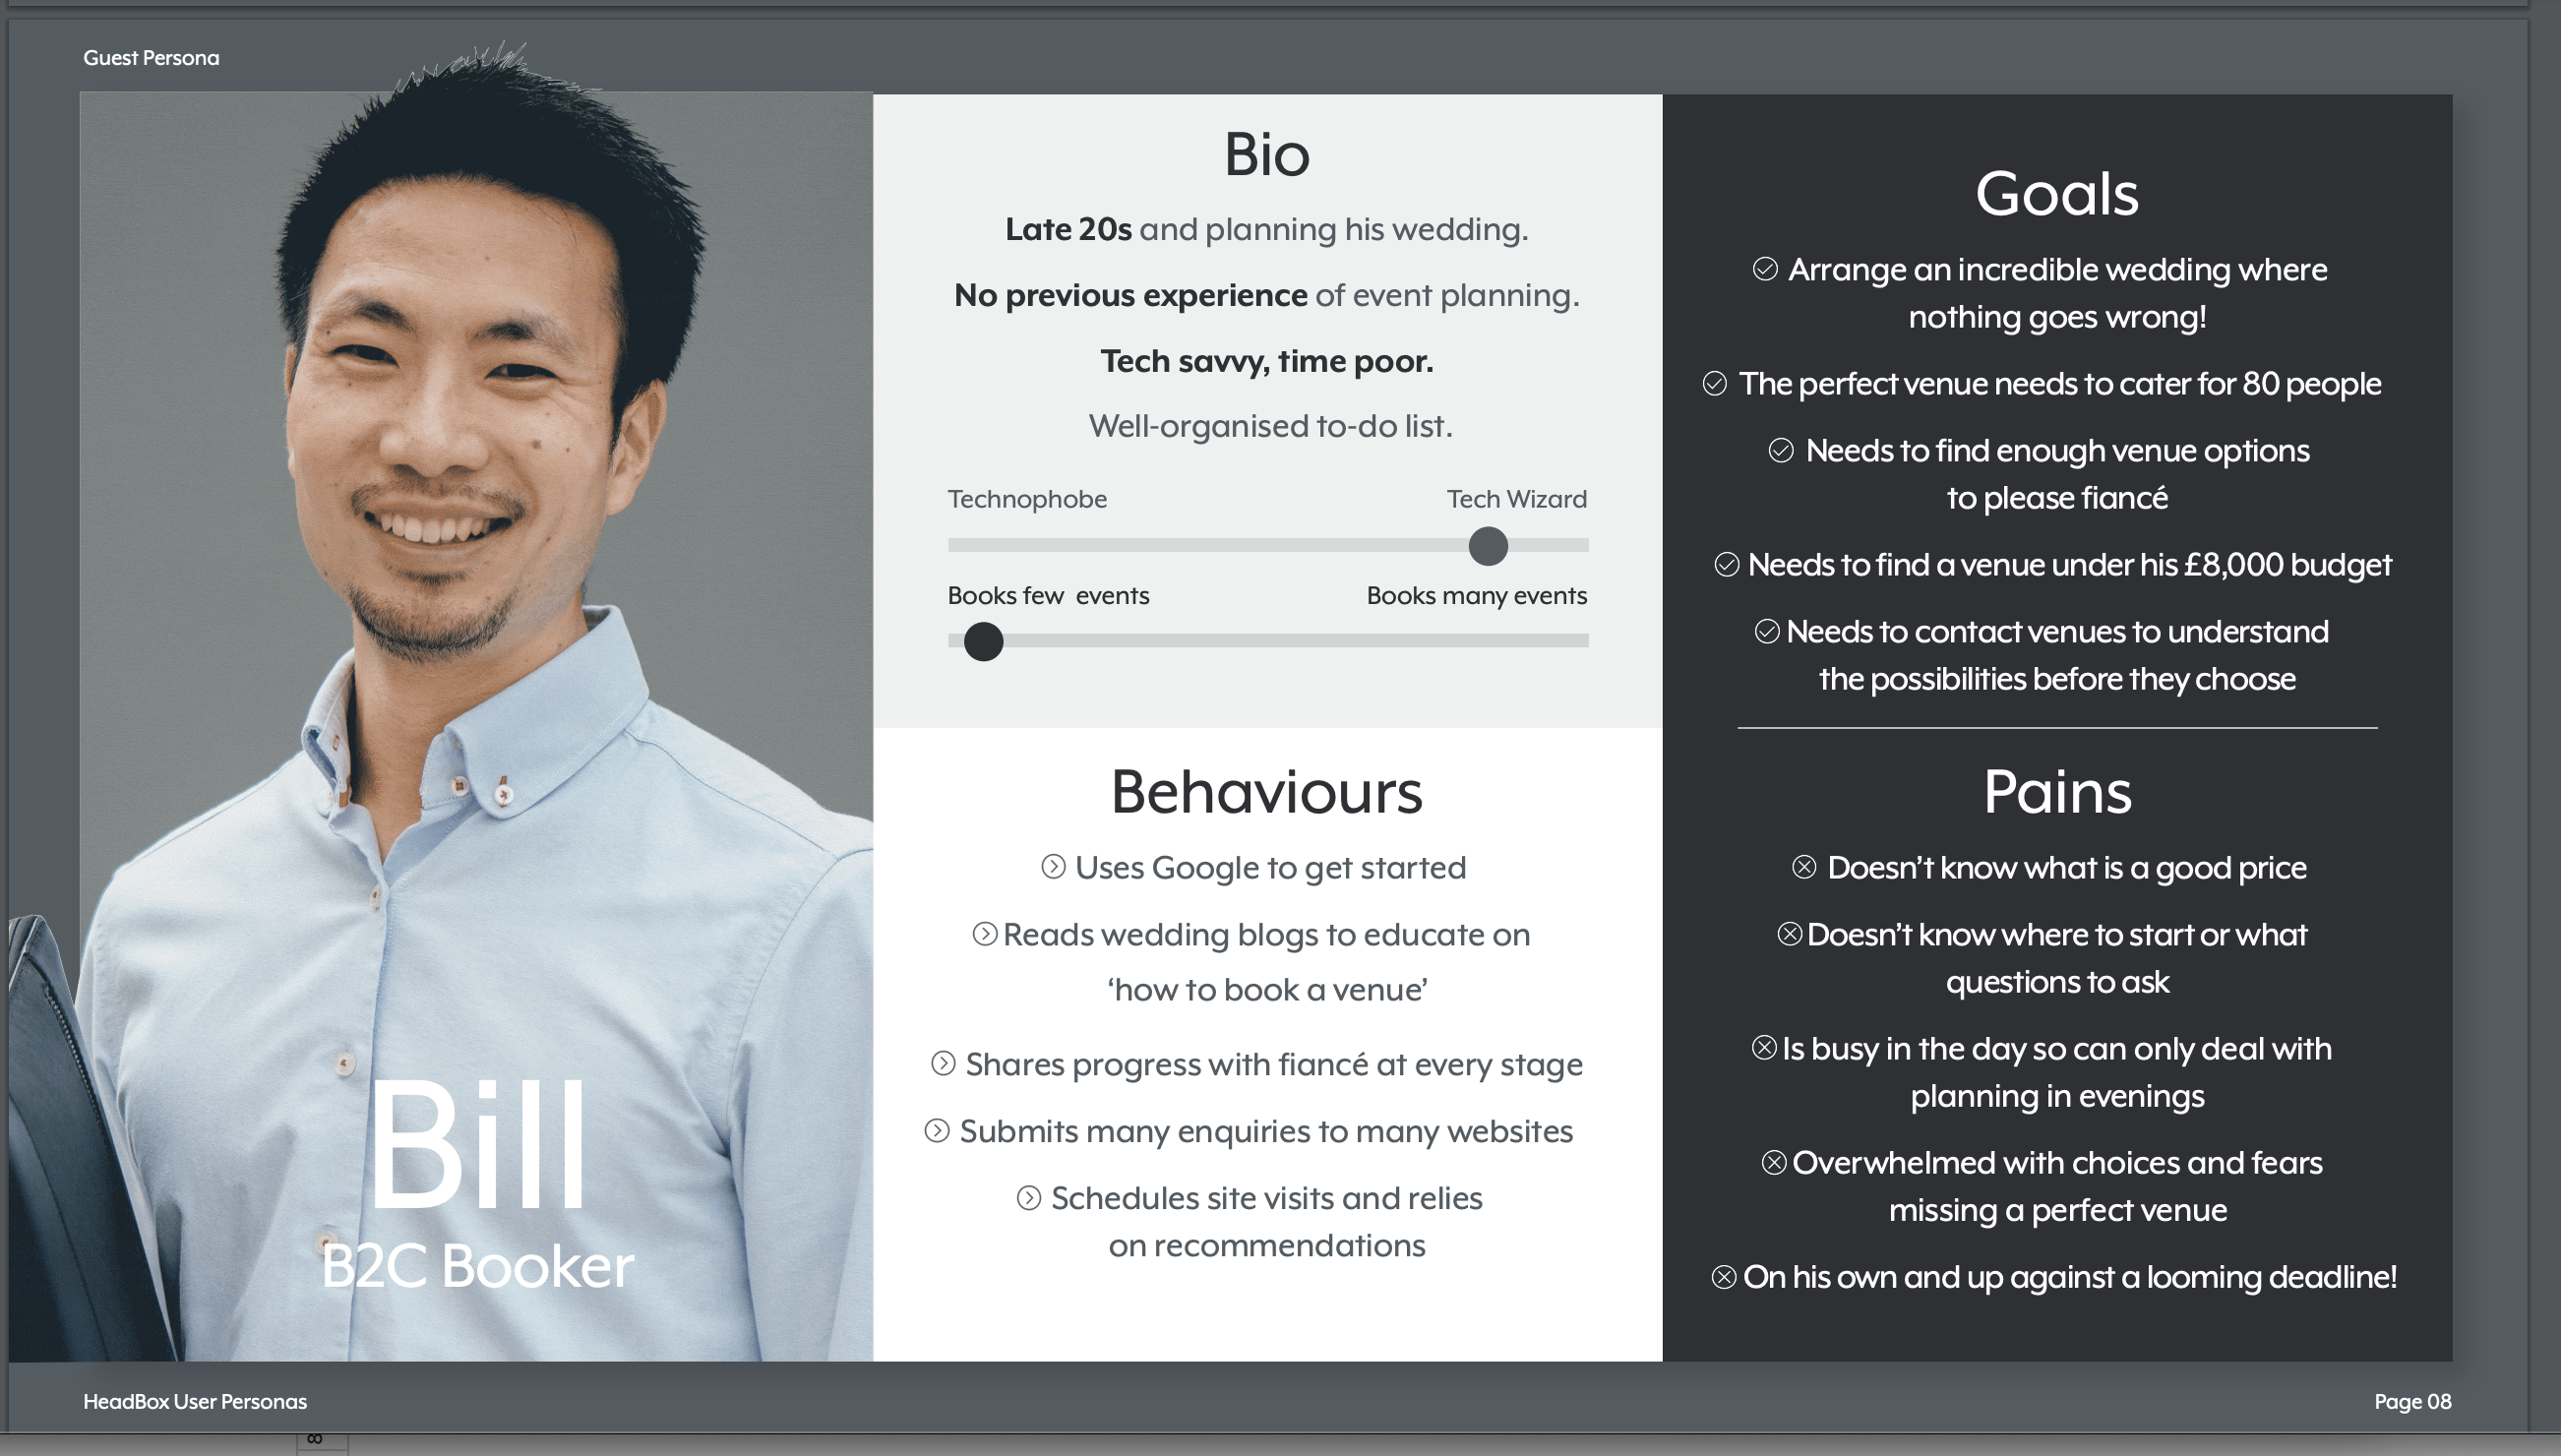 Guest Persona
Bill
B2C Booker
Bio
Late 20s and planning his wedding.
No previous experience of event planning.
Tech savvy, time poor.
Well-organised to-do list.
Technophobe Tech Wizard
Books few  events Books many events
Behaviours
Uses Google to get started
Reads wedding blogs to educate on
‘how to book a venue’
Shares progress with fiancé at every stage
Submits many enquiries to many websites
Schedules site visits and relies
on recommendations
Goals
Arrange an incredible wedding where
nothing goes wrong!
The perfect venue needs to cater for 80 people
Needs to find enough venue options
to please fiancé
Needs to find a venue under his £8,000 budget
Needs to contact venues to understand
the possibilities before they choose
Pains
Doesn’t know what is a good price
Doesn’t know where to start or what
questions to ask
Is busy in the day so can only deal with
planning in evenings
Overwhelmed with choices and fears
missing a perfect venue
On his own and up against a looming deadline!
HeadBox User Personas
Page 08
8